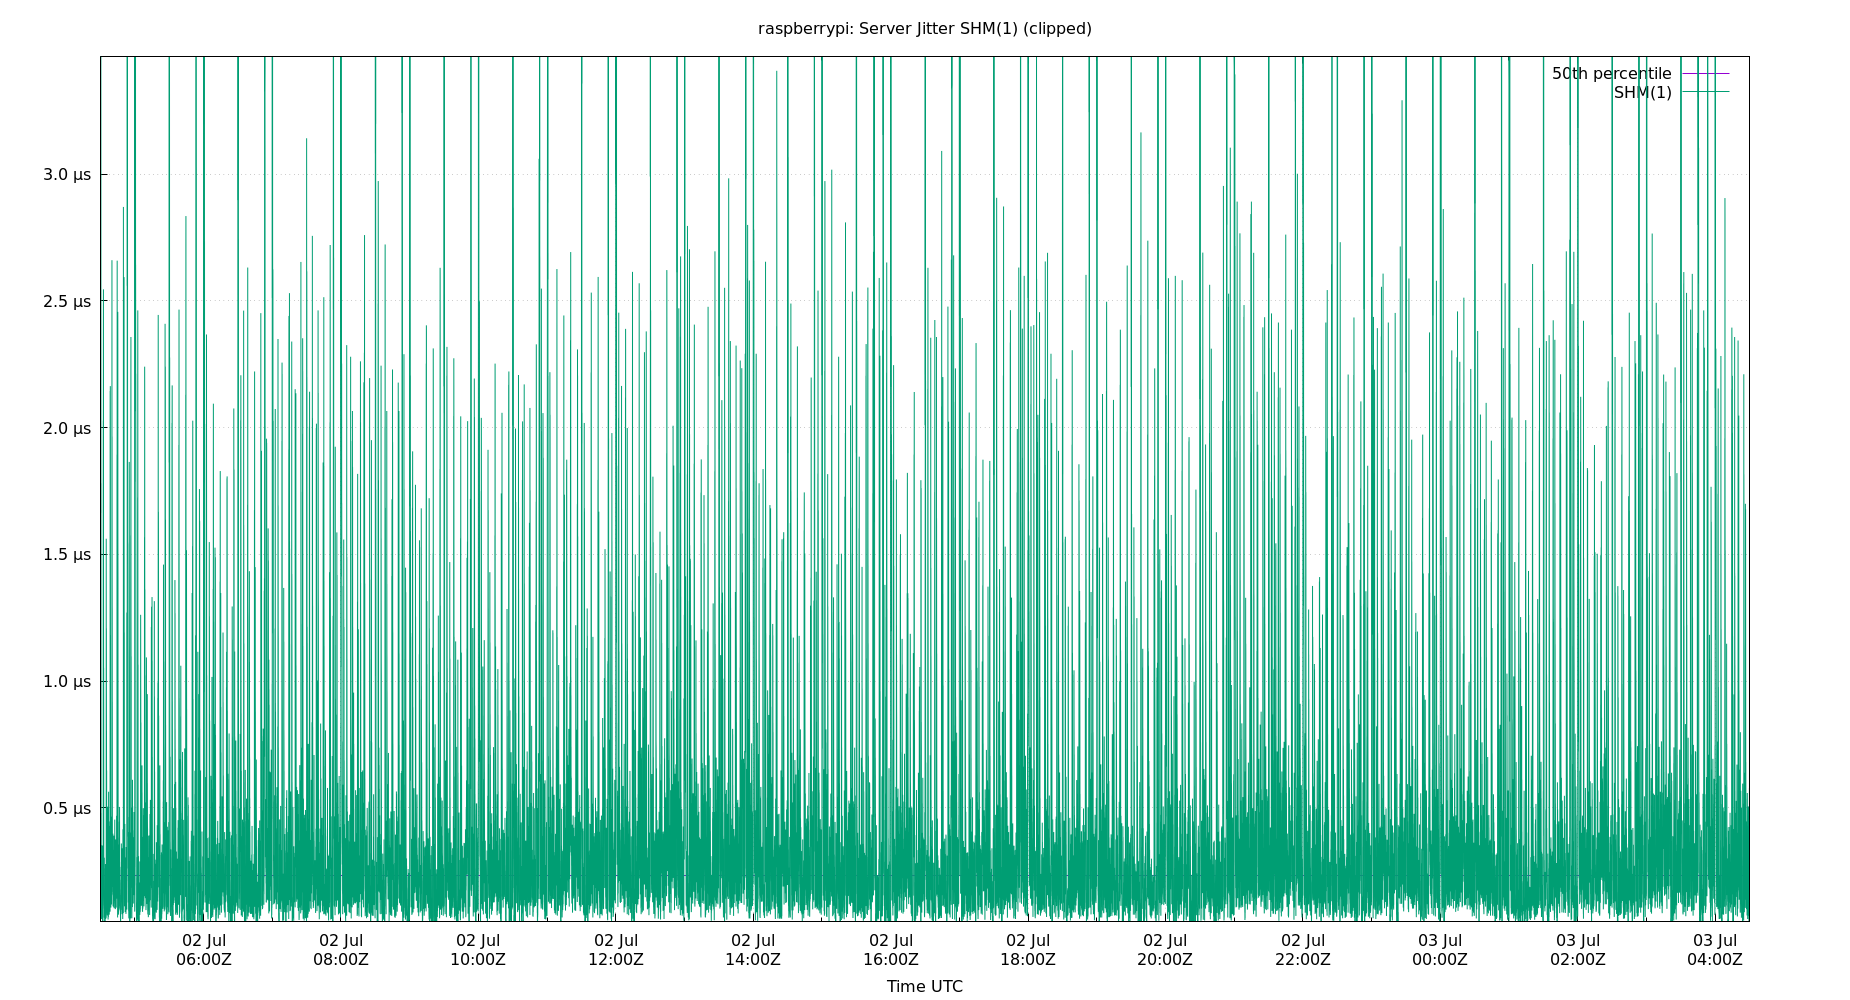 raspberrypi: Server Jitter SHM(1) (clipped)
50th percentile
SHM(1)
3.0 µs
2.5 µs
2.0 µs
1.5 µs
1.0 µs
0.5 µs
02 Jul 02 Jul 02 Jul 02 Jul 02 Jul 02 Jul 02 Jul 02 Jul 02 Jul 03 Jul 03 Jul 03 Jul
06:00Z 08:00Z 10:00Z 12:00Z 14:00Z 16:00Z 18:00Z 20:00Z 22:00Z 00:00Z 02:00Z 04:00Z
Time UTC